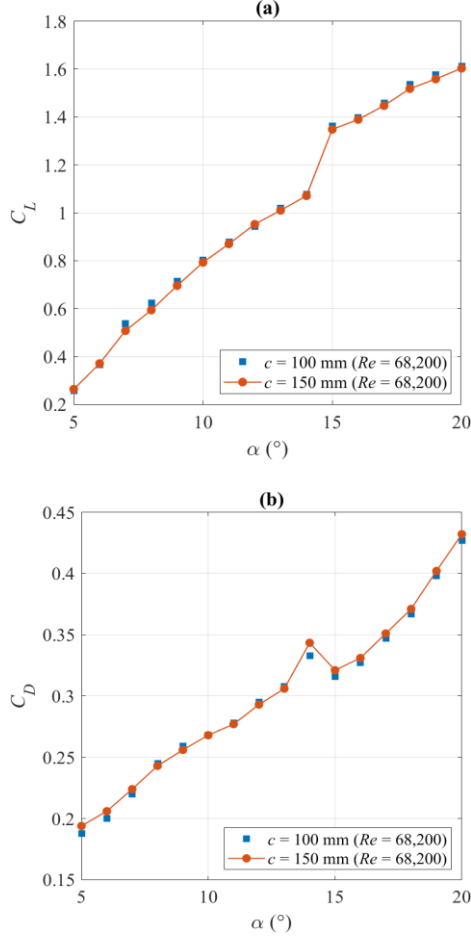 (a)
1.8
1.6
1.4
1.2
1
0.8
0.6
0.4
0.2
C_L
c = 100 mm (Re = 68,200)
c = 150 mm (Re = 68,200)
5 10 15 20
α (°)
(b)
0.45
0.4
0.35
0.3
0.25
0.2
0.15
C_D
c = 100 mm (Re = 68,200)
c = 150 mm (Re = 68,200)
5 10 15 20
α (°)